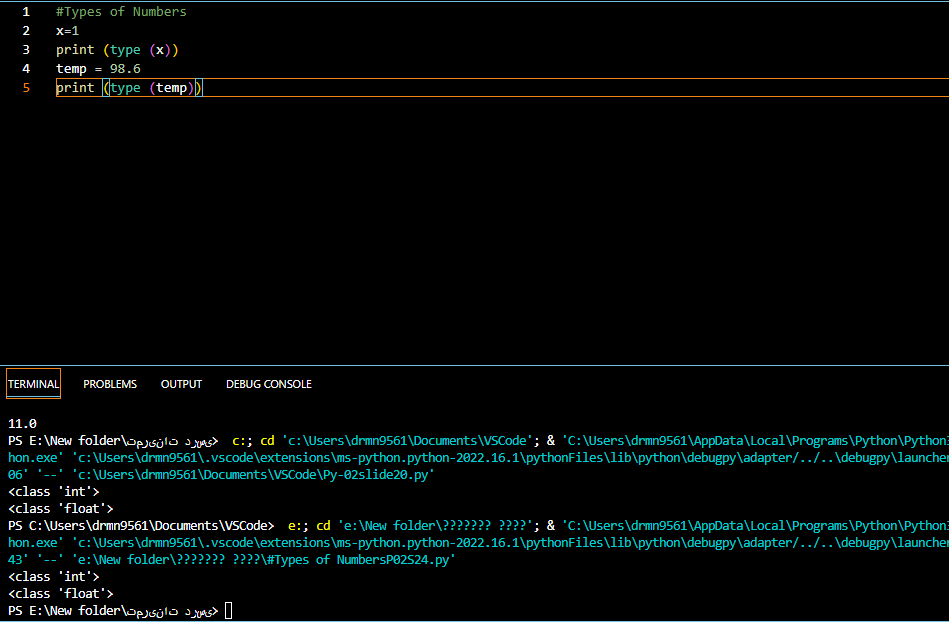 1 #Types of Numbers
2 x=1
3 print (type (x))
4 temp = 98.6
5 print (type (temp))
TERMINAL PROBLEMS OUTPUT DEBUG CONSOLE
11.0
PS E:\New folder\تمرینات درسی> c:; cd 'c:\Users\drmn9561\Documents\VSCode'; & 'C:\Users\drmn9561\AppData\Local\Programs\Python\Python3
hon.exe' 'c:\Users\drmn9561\.vscode\extensions\ms-python.python-2022.16.1\pythonFiles\lib\python\debugpy\adapter/../..\debugpy\launcher
06' '--' 'c:\Users\drmn9561\Documents\VSCode\Py-02slide20.py'
<class 'int'>
<class 'float'>
PS C:\Users\drmn9561\Documents\VSCode> e:; cd 'e:\New folder\??????? ????'; & 'C:\Users\drmn9561\AppData\Local\Programs\Python\Python3
hon.exe' 'c:\Users\drmn9561\.vscode\extensions\ms-python.python-2022.16.1\pythonFiles\lib\python\debugpy\adapter/../..\debugpy\launcher
43' '--' 'e:\New folder\??????? ????\#Types of NumbersP02S24.py'
<class 'int'>
<class 'float'>
PS E:\New folder\تمرینات درسی>